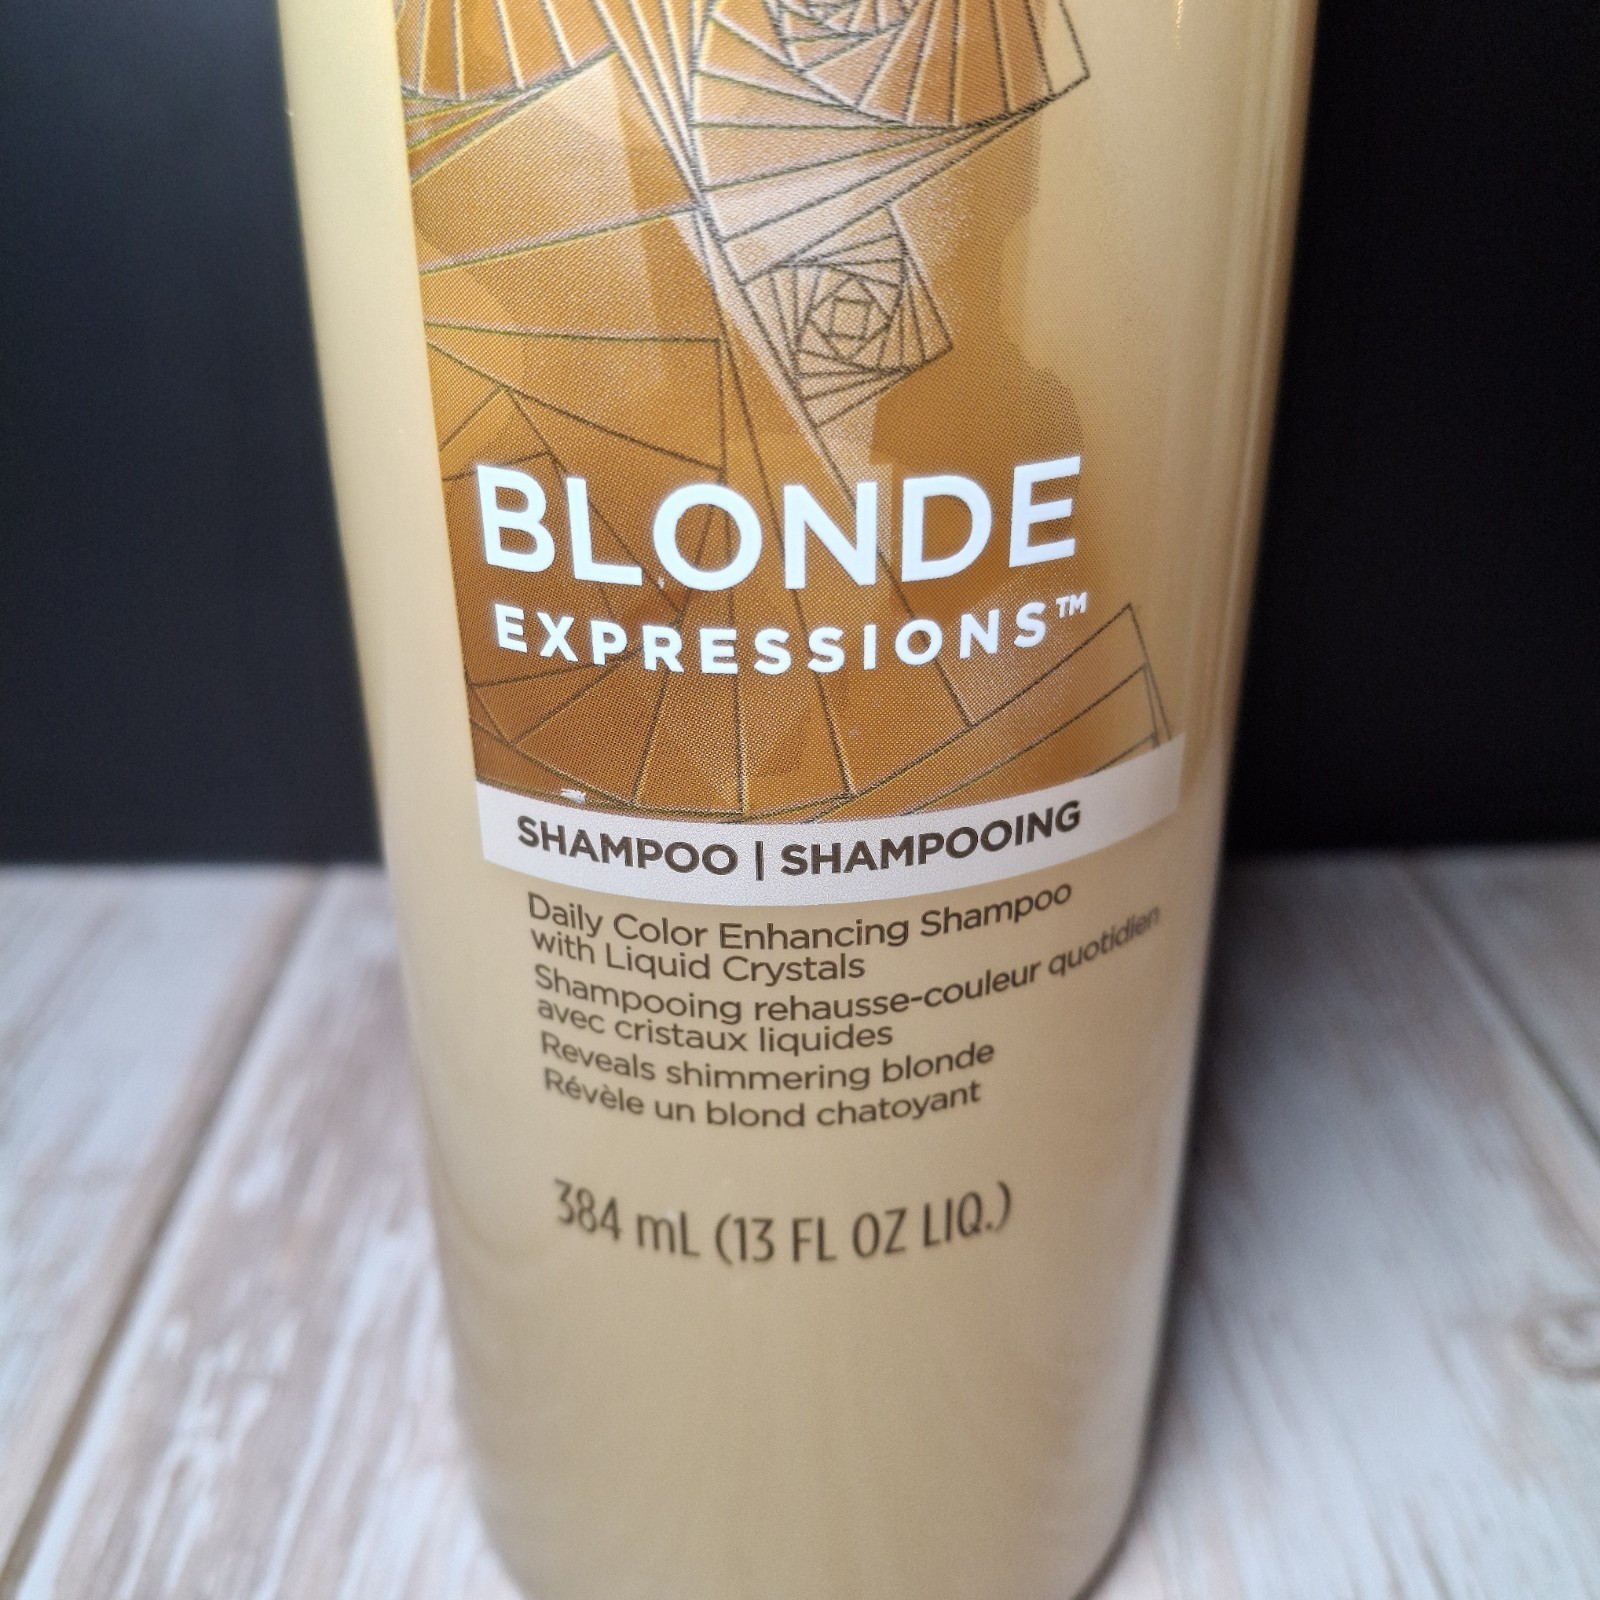 BLONDE
EXPRESSIONS™
SHAMPOO | SHAMPOOING
Daily Color Enhancing Shampoo
with Liquid Crystals
Shampooing rehausse-couleur quotidien
avec cristaux liquides
Reveals shimmering blonde
Révèle un blond chatoyant
384 mL (13 FL OZ LIQ.)